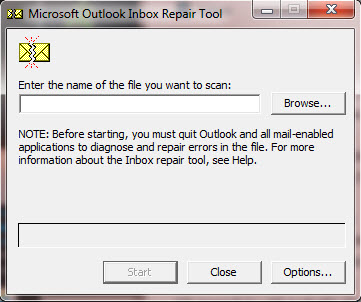 Microsoft Outlook Inbox Repair Tool
Enter the name of the file you want to scan:
Browse...
NOTE: Before starting, you must quit Outlook and all mail-enabled
applications to diagnose and repair errors in the file. For more
information about the Inbox repair tool, see Help.
Start Close Options...